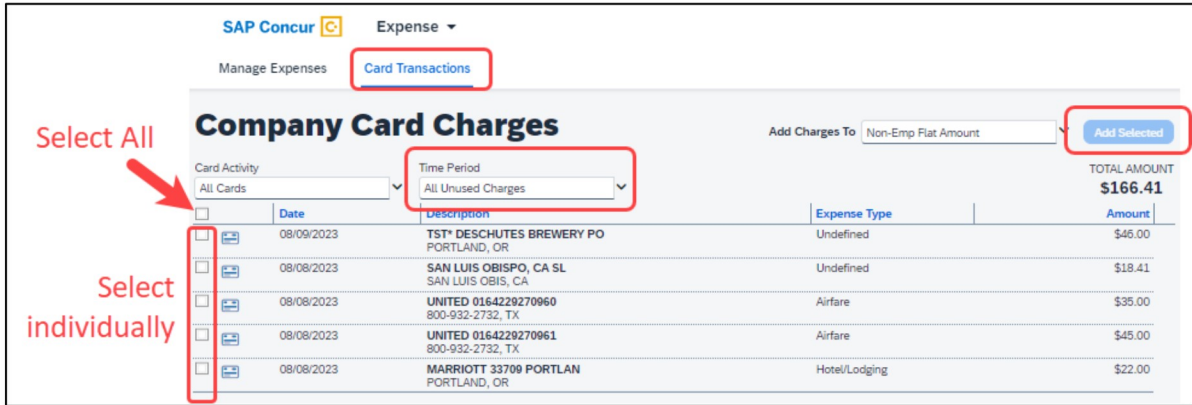 SAP Concur C Expense
Manage Expenses Card Transactions
Select All
Company Card Charges
Add Charges To Non-Emp Flat Amount Add Selected
Card Activity Time Period TOTAL AMOUNT
All Cards All Unused Charges $166.41
Date Description Expense Type Amount
08/09/2023 TST* DESCHUTES BREWERY PO Undefined $46.00
PORTLAND, OR
08/08/2023 SAN LUIS OBISPO, CA SL Undefined $18.41
SAN LUIS OBIS, CA
Select
individually
08/08/2023 UNITED 0164229270960 Airfare $35.00
800-932-2732, TX
08/08/2023 UNITED 0164229270961 Airfare $45.00
800-932-2732, TX
08/08/2023 MARRIOTT 33709 PORTLAN Hotel/Lodging $22.00
PORTLAND, OR